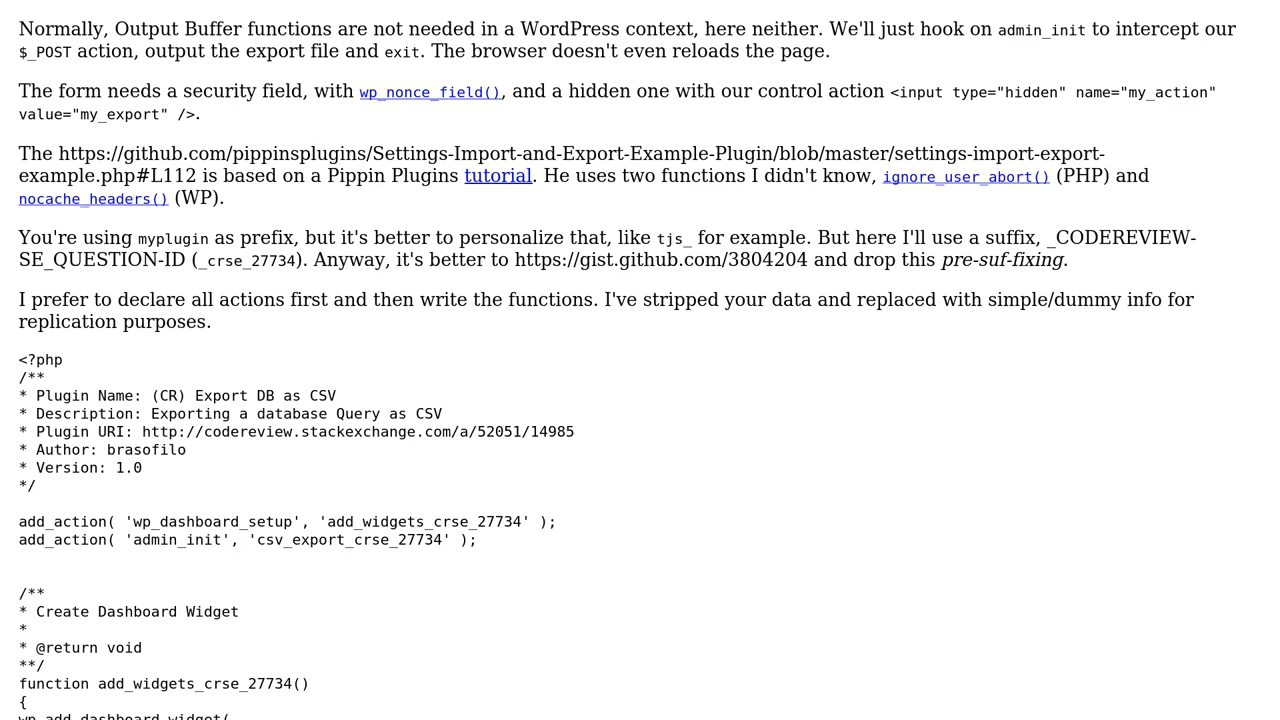 Normally, Output Buffer functions are not needed in a WordPress context, here neither. We'll just hook on admin_init to intercept our
$_POST action, output the export file and exit. The browser doesn't even reloads the page.
The form needs a security field, with wp_nonce_field(), and a hidden one with our control action <input type="hidden" name="my_action"
value="my_export" />.
The https://github.com/pippinsplugins/Settings-Import-and-Export-Example-Plugin/blob/master/settings-import-export-
example.php#L112 is based on a Pippin Plugins tutorial. He uses two functions I didn't know, ignore_user_abort() (PHP) and
nocache_headers() (WP).
You're using myplugin as prefix, but it's better to personalize that, like tjs_ for example. But here I'll use a suffix, _CODEREVIEW-
SE_QUESTION-ID (_crse_27734). Anyway, it's better to https://gist.github.com/3804204 and drop this pre-suf-fixing.
I prefer to declare all actions first and then write the functions. I've stripped your data and replaced with simple/dummy info for
replication purposes.
<?php
/**
* Plugin Name: (CR) Export DB as CSV
* Description: Exporting a database Query as CSV
* Plugin URI: http://codereview.stackexchange.com/a/52051/14985
* Author: brasofilo
* Version: 1.0
*/
add_action( 'wp_dashboard_setup', 'add_widgets_crse_27734' );
add_action( 'admin_init', 'csv_export_crse_27734' );
/**
* Create Dashboard Widget
*
* @return void
**/
function add_widgets_crse_27734()
{
wp_add_dashboard_widget(